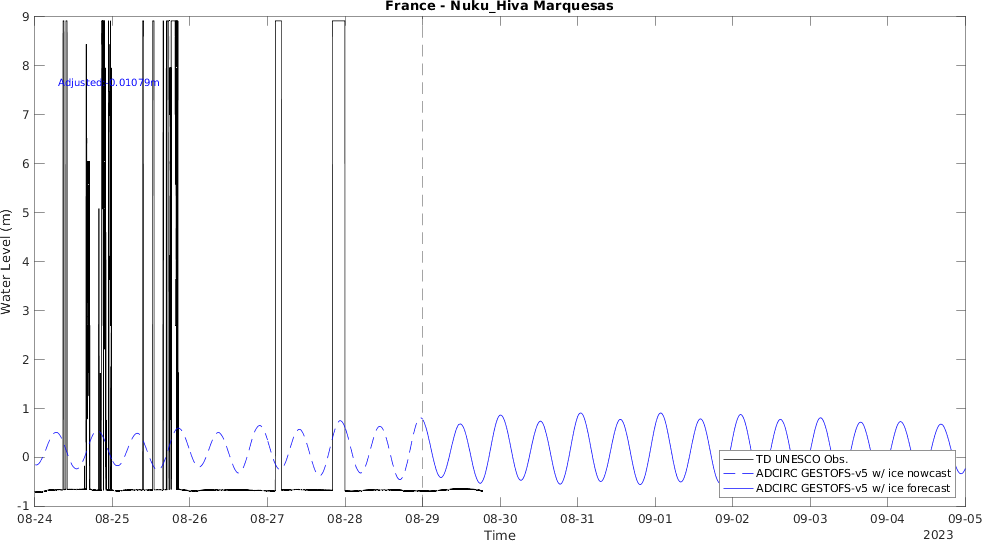 France - Nuku_Hiva Marquesas
9
8
Adjusted -0.01079m
7
6
5
4
3
2
1
0
-1
Water Level (m)
TD UNESCO Obs.
ADCIRC GESTOFS-v5 w/ ice nowcast
ADCIRC GESTOFS-v5 w/ ice forecast
08-24 08-25 08-26 08-27 08-28 08-29 08-30 08-31 09-01 09-02 09-03 09-04 09-05
Time
2023